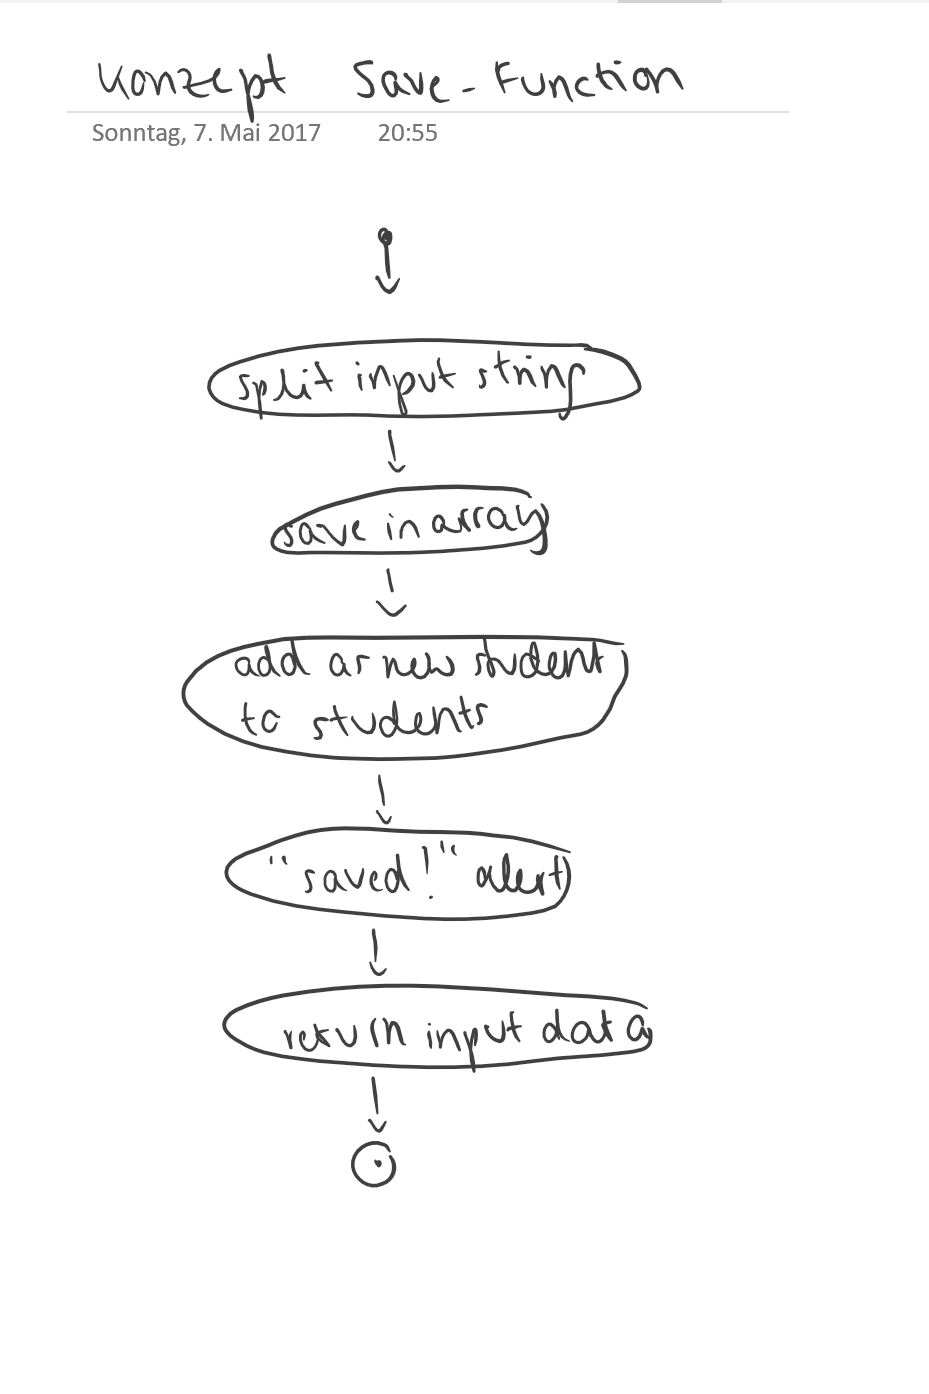 Konzept Save-Function
Sonntag, 7. Mai 2017 20:55
split input string
save in array
add as new student
to students
"saved!" alert
return input data